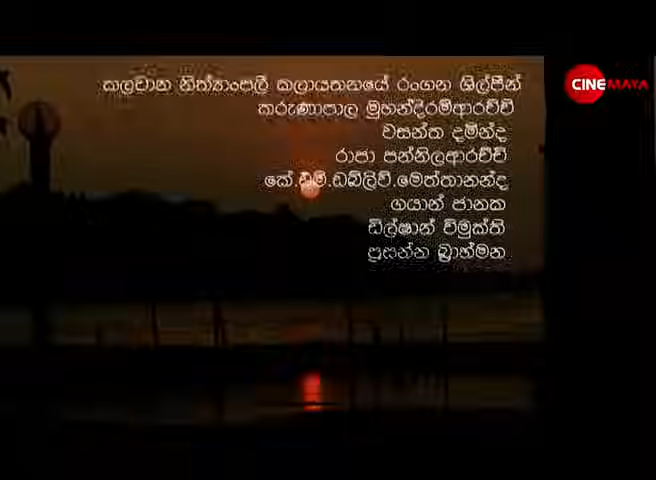 කලවාන නිත්‍යාංපලී කලායතනයේ රංගන ශිල්පීන්
කරුණාපාල මුහන්දිරම්ආරච්චි
වසන්ත දමින්ද
රාජා පන්නිලආරච්චි
කේ.එම්.ඩබ්ලිව්.මෙත්තානන්ද
ගයාන් ජානක
ඩිල්ෂාන් විමුක්ති
ප්‍රසන්න බ්‍රාහ්මන
CINEMAYA